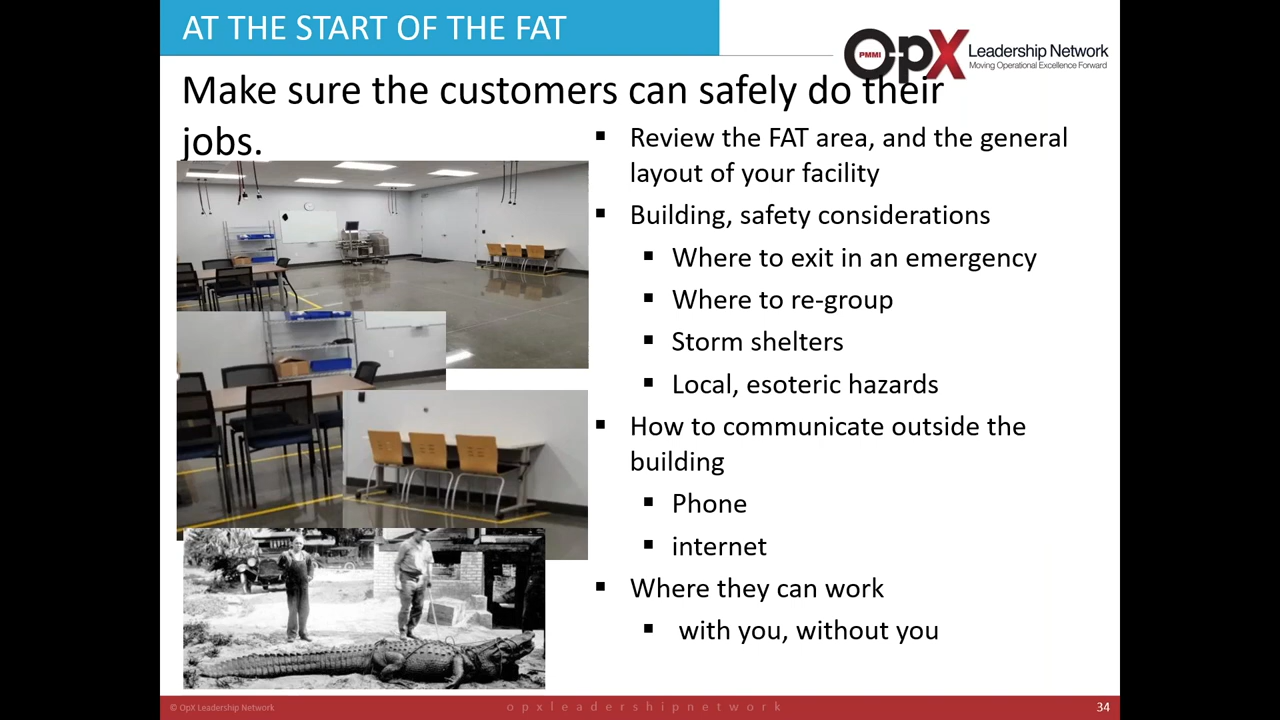 AT THE START OF THE FAT
PMMI
OpX
Leadership Network
Moving Operational Excellence Forward
Make sure the customers can safely do their
jobs.
▪ Review the FAT area, and the general
layout of your facility
▪ Building, safety considerations
▪ Where to exit in an emergency
▪ Where to re-group
▪ Storm shelters
▪ Local, esoteric hazards
▪ How to communicate outside the
building
▪ Phone
▪ internet
▪ Where they can work
▪ with you, without you
© OpX Leadership Network
opxleadershipnetwork
34